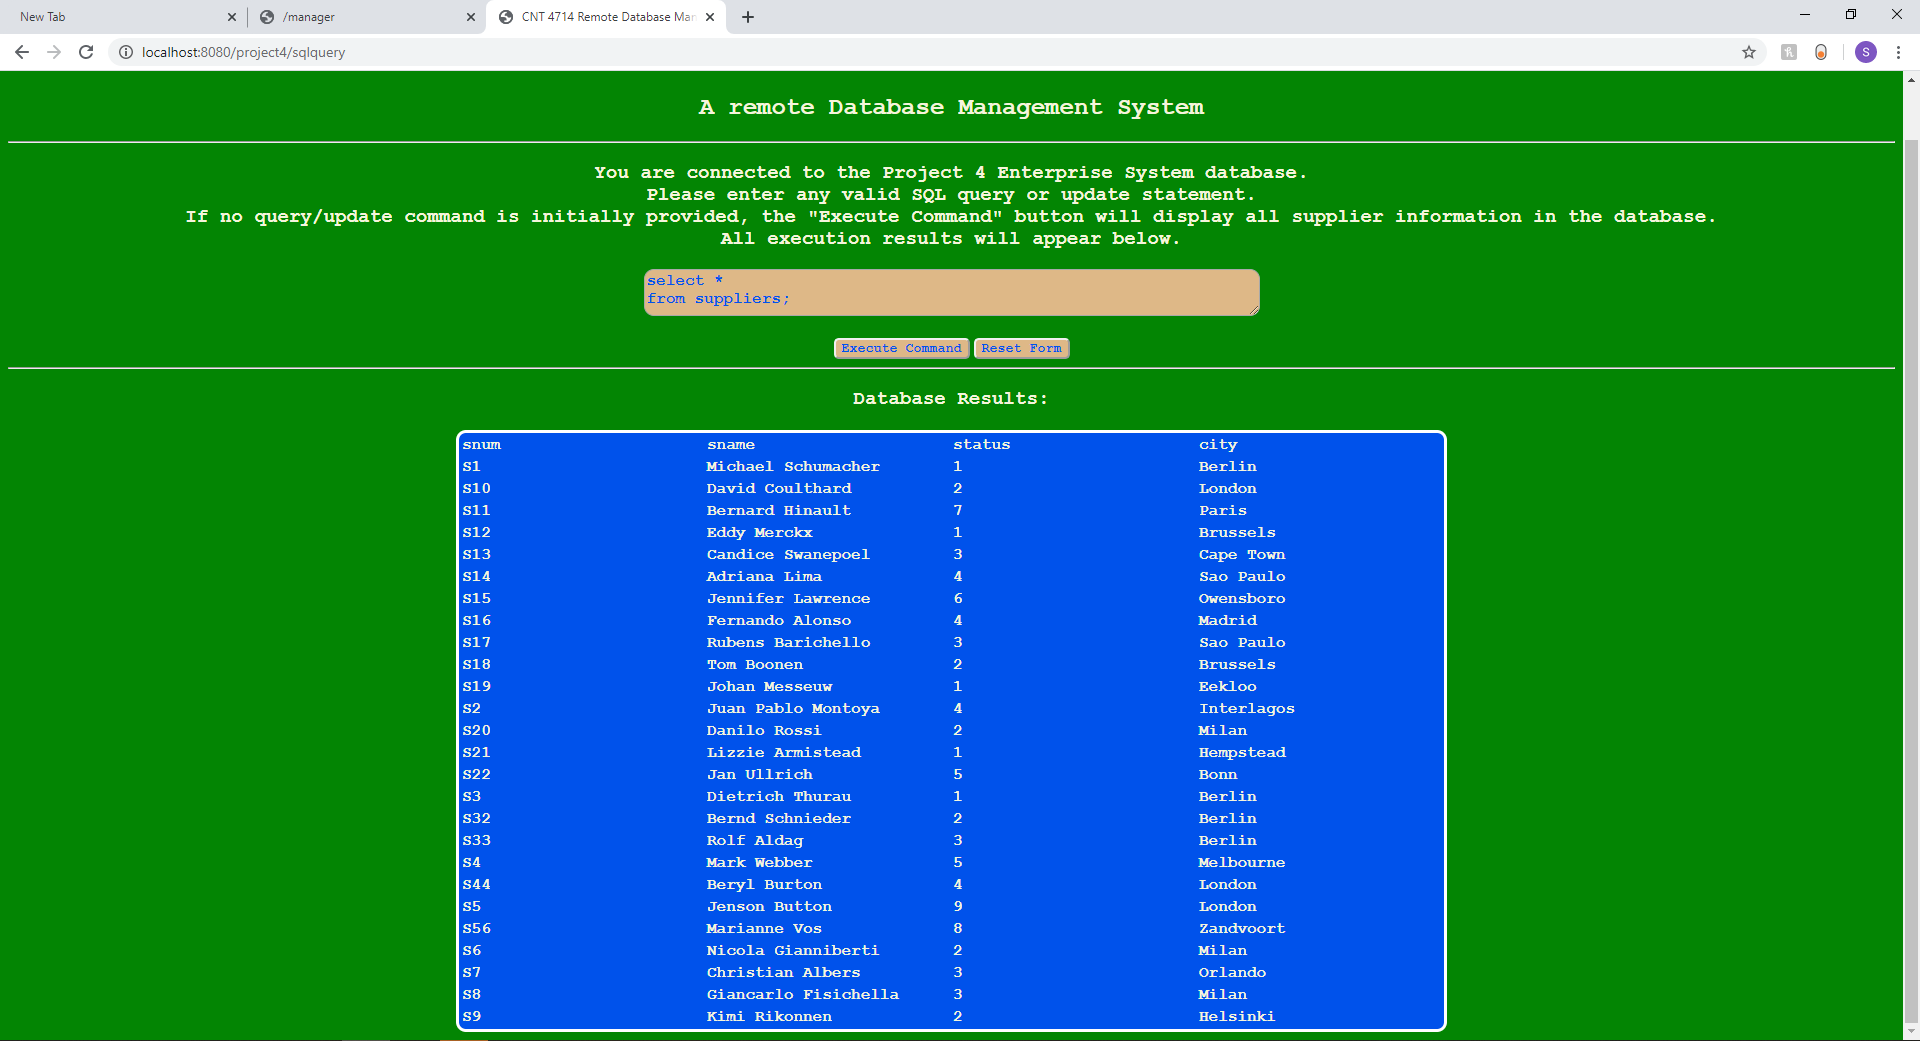 New Tab
/manager
CNT 4714 Remote Database Man
localhost:8080/project4/sqlquery
S
A remote Database Management System
You are connected to the Project 4 Enterprise System database.
Please enter any valid SQL query or update statement.
If no query/update command is initially provided, the "Execute Command" button will display all supplier information in the database.
All execution results will appear below.
select *
from suppliers;
Execute Command Reset Form
Database Results:
snum sname status city
S1 Michael Schumacher 1 Berlin
S10 David Coulthard 2 London
S11 Bernard Hinault 7 Paris
S12 Eddy Merckx 1 Brussels
S13 Candice Swanepoel 3 Cape Town
S14 Adriana Lima 4 Sao Paulo
S15 Jennifer Lawrence 6 Owensboro
S16 Fernando Alonso 4 Madrid
S17 Rubens Barichello 3 Sao Paulo
S18 Tom Boonen 2 Brussels
S19 Johan Messeuw 1 Eekloo
S2 Juan Pablo Montoya 4 Interlagos
S20 Danilo Rossi 2 Milan
S21 Lizzie Armistead 1 Hempstead
S22 Jan Ullrich 5 Bonn
S3 Dietrich Thurau 1 Berlin
S32 Bernd Schnieder 2 Berlin
S33 Rolf Aldag 3 Berlin
S4 Mark Webber 5 Melbourne
S44 Beryl Burton 4 London
S5 Jenson Button 9 London
S56 Marianne Vos 8 Zandvoort
S6 Nicola Gianniberti 2 Milan
S7 Christian Albers 3 Orlando
S8 Giancarlo Fisichella 3 Milan
S9 Kimi Rikonnen 2 Helsinki